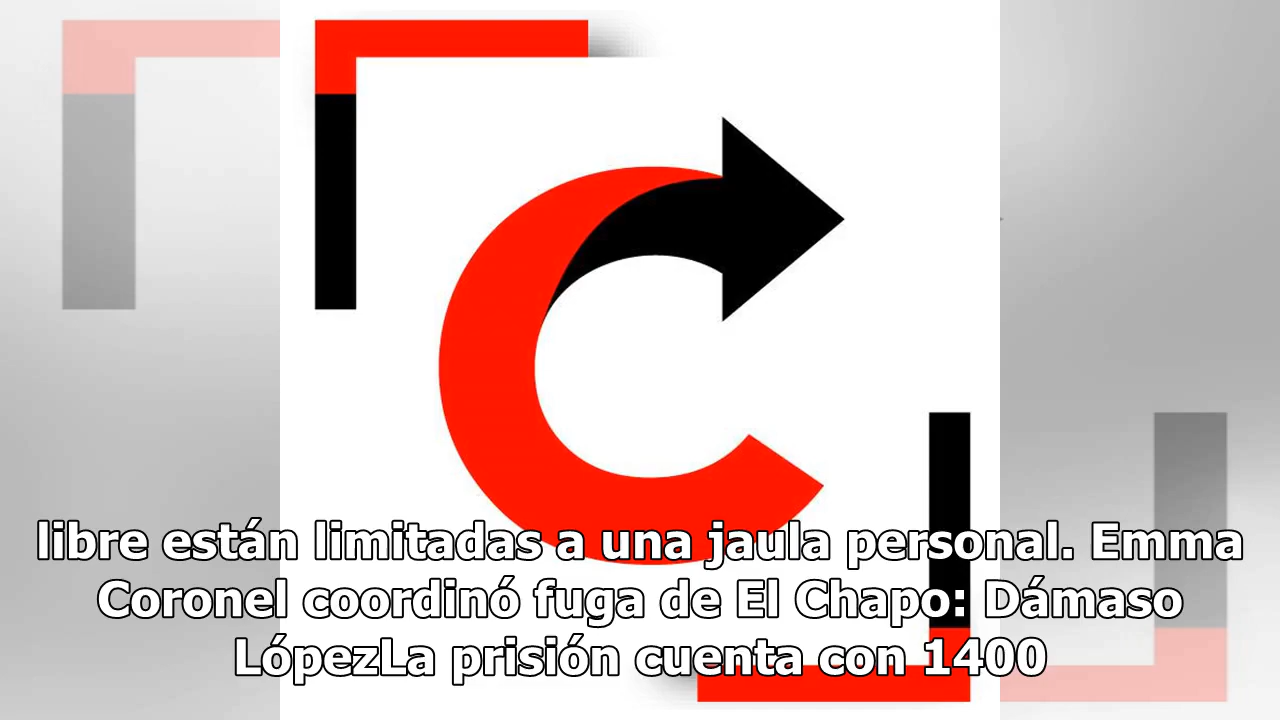 libre están limitadas a una jaula personal. Emma
Coronel coordinó fuga de El Chapo: Dámaso
LópezLa prisión cuenta con 1400